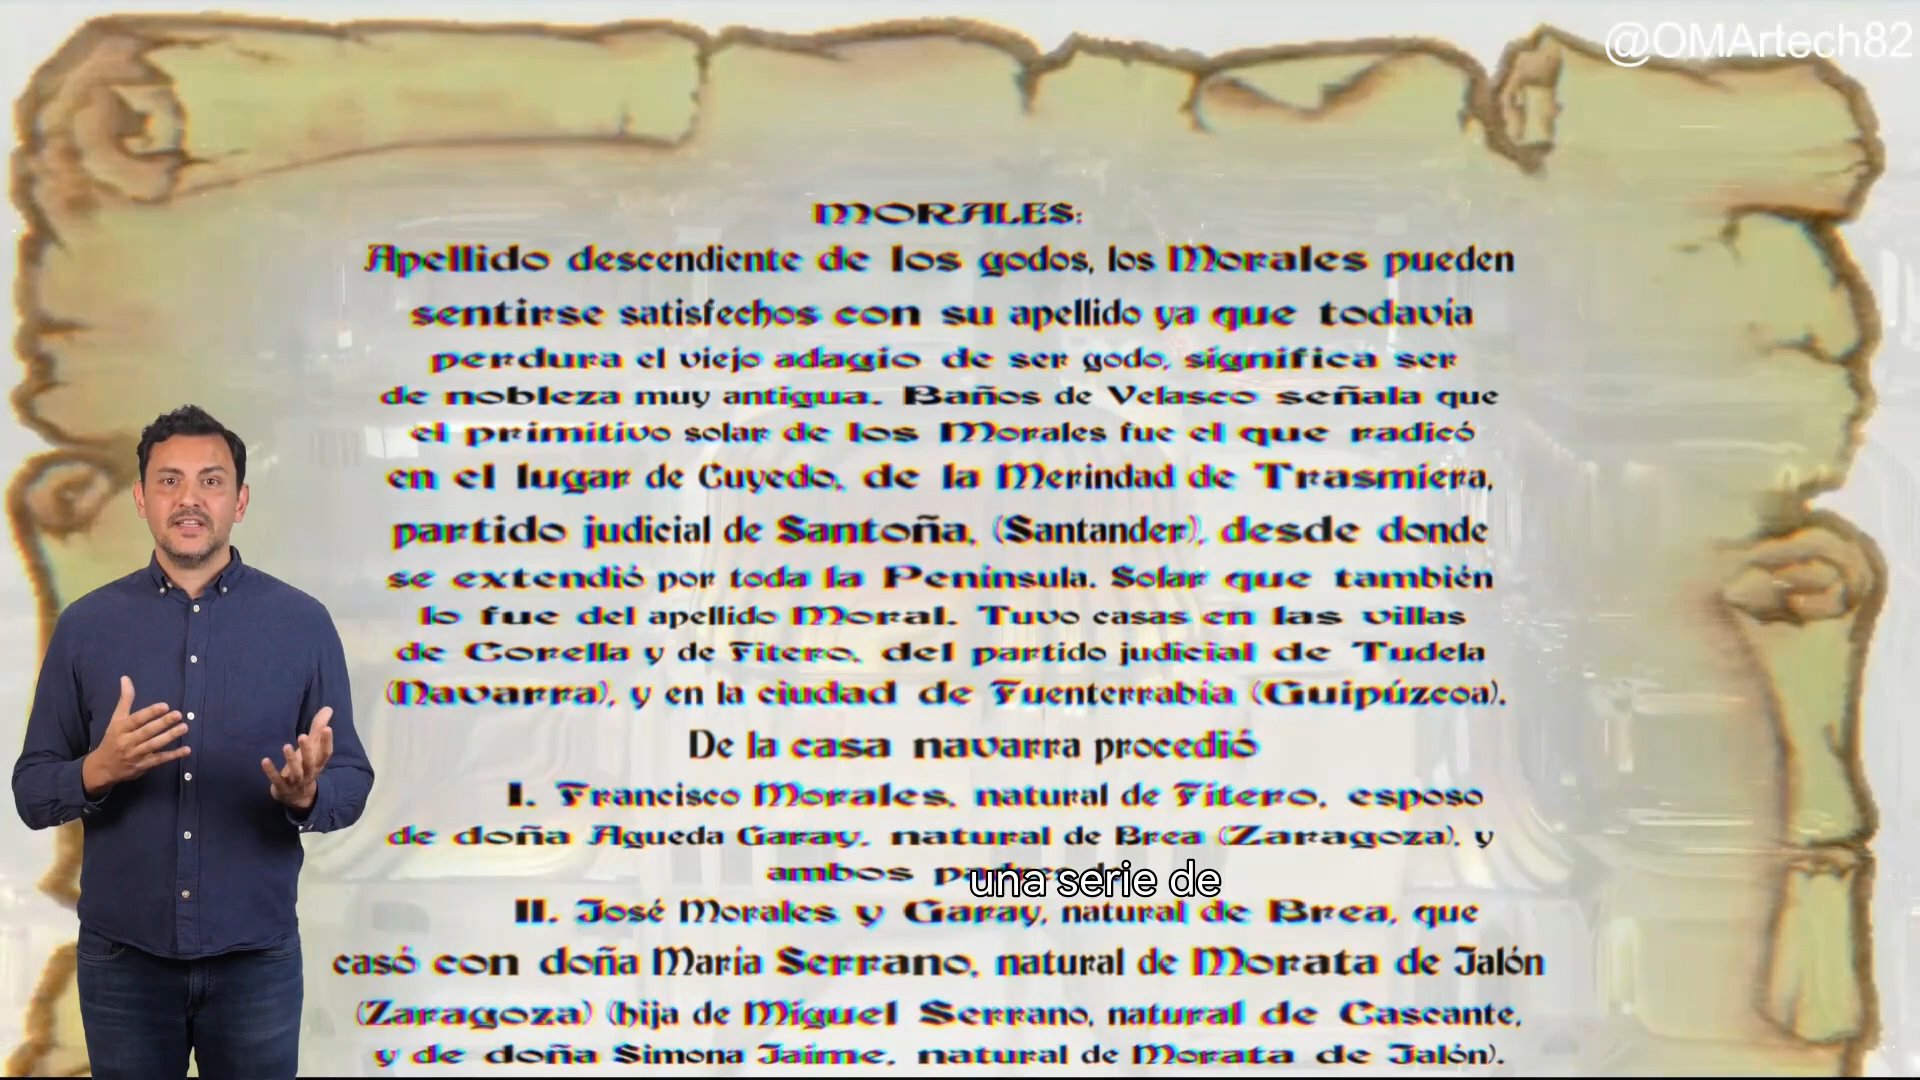 @OMArtech82
MORALES:
Apellido descendiente de los godos, los Morales pueden
sentirse satisfechos con su apellido ya que todavía
perdura el viejo adagio de ser godo, significa ser
de nobleza muy antigua. Baños de Velasco señala que
el primitivo solar de los Morales fue el que radicó
en el lugar de Cuyedo, de la Merindad de Trasmiera,
partido judicial de Santoña, (Santander), desde donde
se extendió por toda la Península. Solar que también
lo fue del apellido Moral. Tuvo casas en las villas
de Corella y de Fitero, del partido judicial de Tudela
(Navarra), y en la ciudad de Fuenterrabía (Guipúzcoa).
De la casa navarra procedió
I. Francisco Morales, natural de Fitero, esposo
de doña Agueda Garay, natural de Brea (Zaragoza), y
ambos
una serie de
II. José Morales y Garay, natural de Brea, que
casó con doña María Serrano, natural de Morata de Jalón
(Zaragoza) (hija de Miguel Serrano, natural de Cascante,
y de doña Simona Jaime, natural de Morata de Jalón).